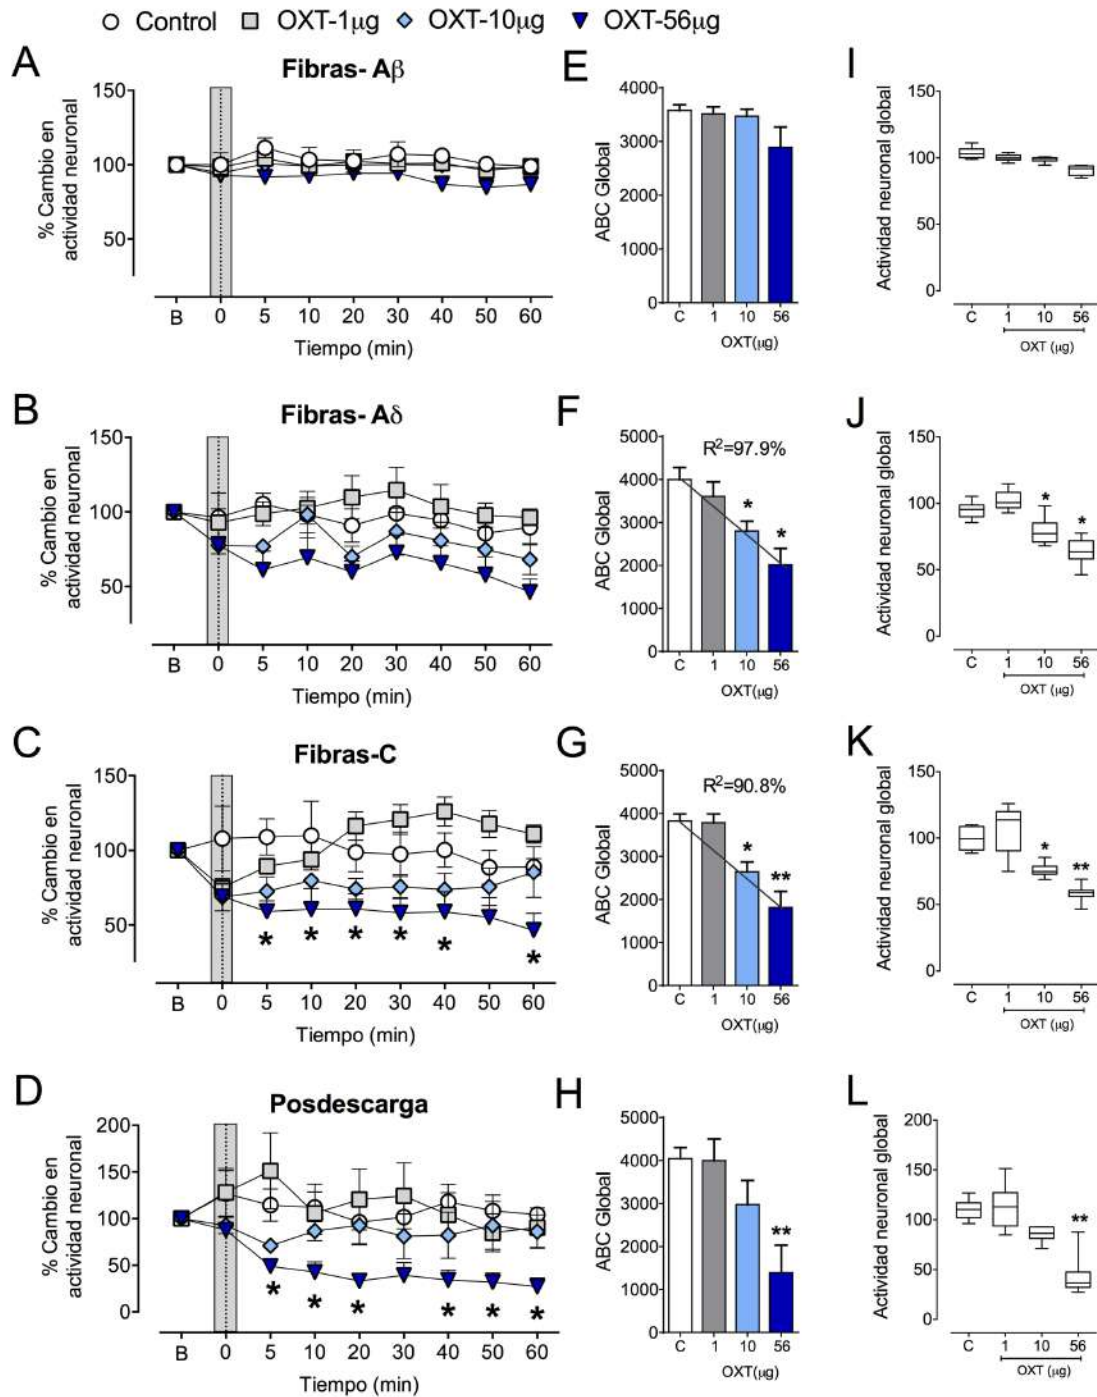 Control OXT-1μg OXT-10μg OXT-56μg
A
Fibras- Aβ
% Cambio en
actividad neuronal
150
100
50
B 0 5 10 20 30 40 50 60
Tiempo (min)
E
ABC Global
4000
3000
2000
1000
0
C 1 10 56
OXT(μg)
I
Actividad neuronal global
150
100
50
0
C 1 10 56
OXT (μg)
B
Fibras- Aδ
% Cambio en
actividad neuronal
150
100
50
B 0 5 10 20 30 40 50 60
Tiempo (min)
F
R²=97.9%
ABC Global
5000
4000
3000
2000
1000
0
* *
C 1 10 56
OXT(μg)
J
Actividad neuronal global
150
100
50
0
* *
C 1 10 56
OXT (μg)
C
Fibras-C
% Cambio en
actividad neuronal
150
100
50
* * * * * *
B 0 5 10 20 30 40 50 60
Tiempo (min)
G
R²=90.8%
ABC Global
5000
4000
3000
2000
1000
0
* **
C 1 10 56
OXT(μg)
K
Actividad neuronal global
150
100
50
0
* **
C 1 10 56
OXT (μg)
D
Posdescarga
% Cambio en
actividad neuronal
200
150
100
50
0
* * * * * *
B 0 5 10 20 30 40 50 60
Tiempo (min)
H
ABC Global
5000
4000
3000
2000
1000
0
**
C 1 10 56
OXT(μg)
L
Actividad neuronal global
200
150
100
50
0
**
C 1 10 56
OXT (μg)